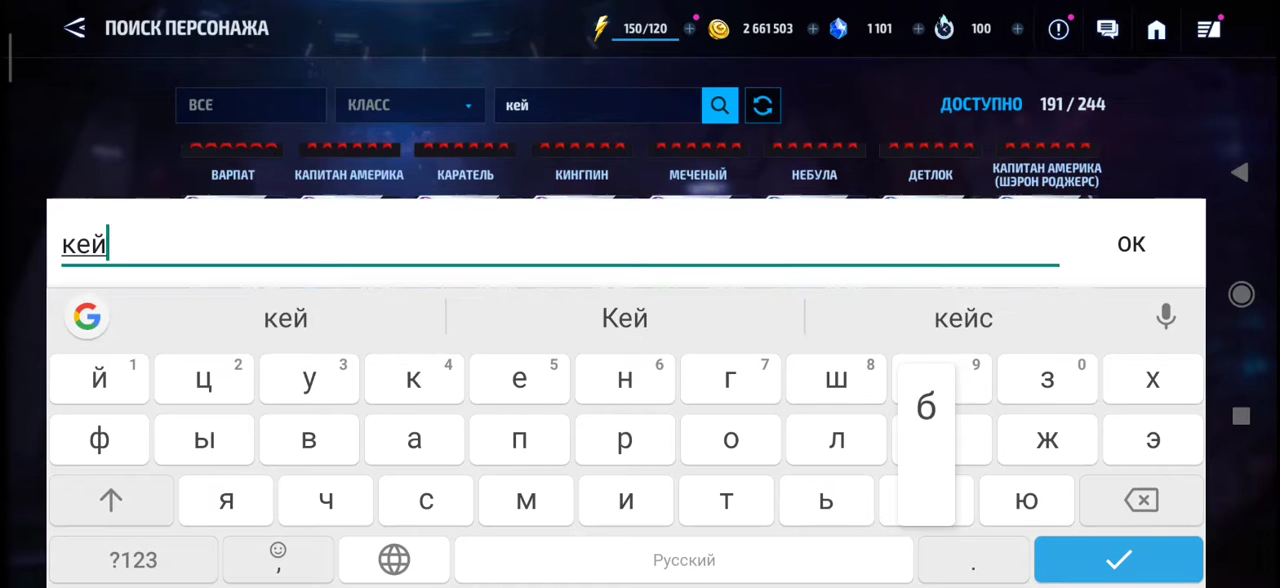 ПОИСК ПЕРСОНАЖА
150/120
2 661 503
1 101
100
ВСЕ
КЛАСС
кей
ДОСТУПНО 191 / 244
ВАРПАТ
КАПИТАН АМЕРИКА
КАРАТЕЛЬ
КИНГПИН
МЕЧЕНЫЙ
НЕБУЛА
ДЕТЛОК
КАПИТАН АМЕРИКА
(ШЭРОН РОДЖЕРС)
кей
ОК
кей Кей кейс
й 1 ц 2 у 3 к 4 е 5 н 6 г 7 ш 8 9 з 0 х
б
ф ы в а п р о л ж э
я ч с м и т ь ю
?123 , Русский .